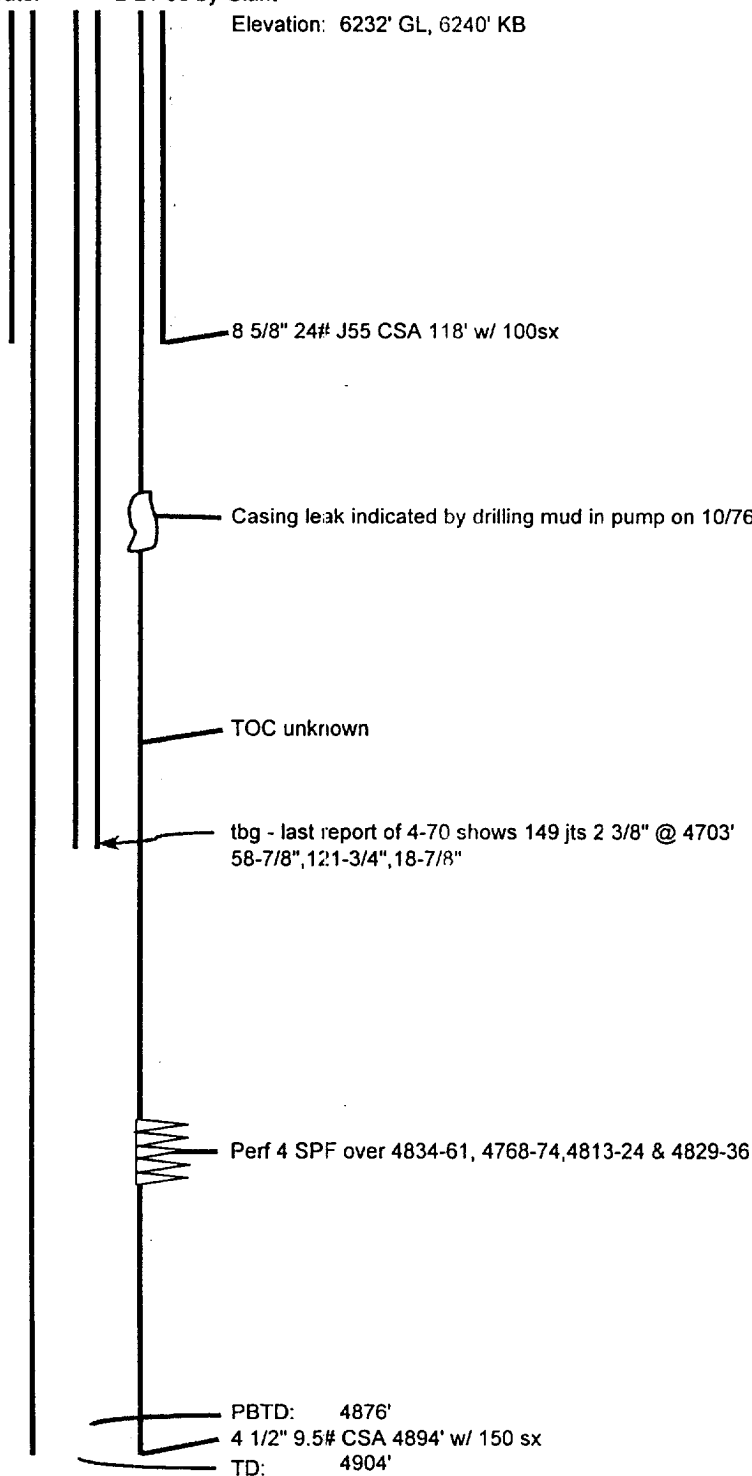 Elevation: 6232' GL, 6240' KB
8 5/8" 24# J55 CSA 118' w/ 100sx
Casing leak indicated by drilling mud in pump on 10/76
TOC unknown
tbg - last report of 4-70 shows 149 jts 2 3/8" @ 4703'
58-7/8",121-3/4",18-7/8"
Perf 4 SPF over 4834-61, 4768-74,4813-24 & 4829-36
PBTD: 4876'
4 1/2" 9.5# CSA 4894' w/ 150 sx
TD: 4904'